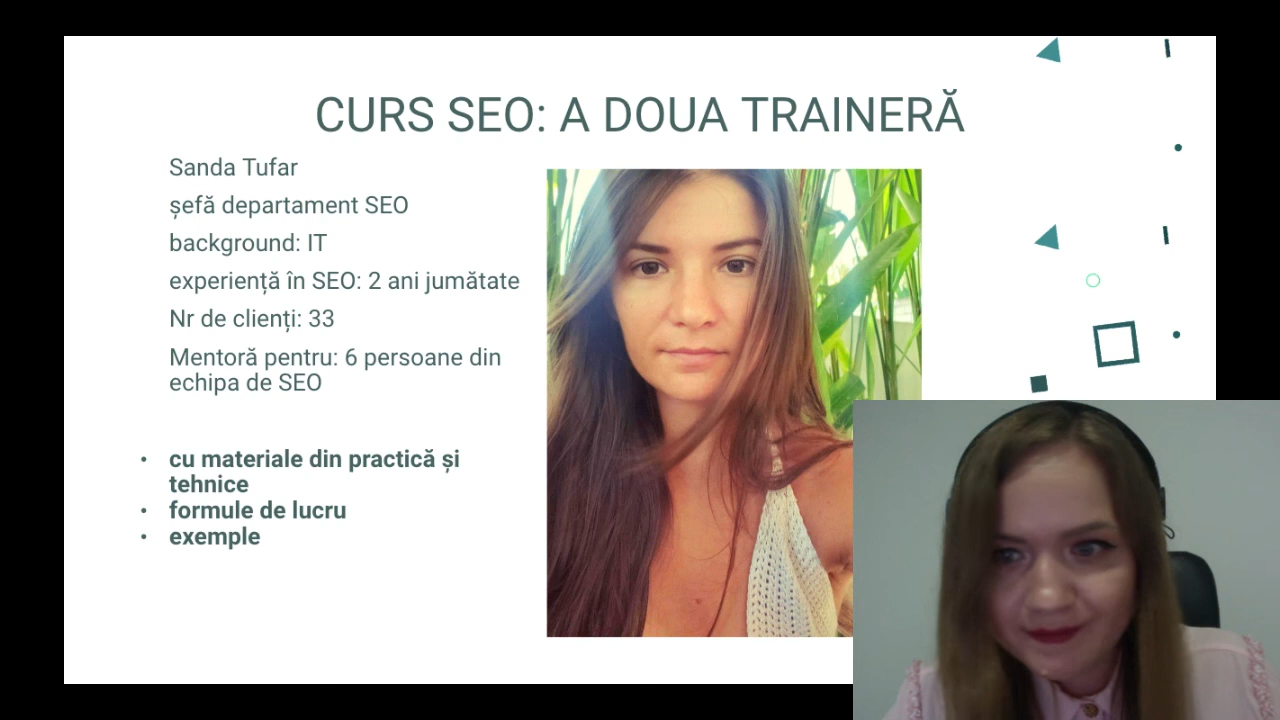 CURS SEO: A DOUA TRAINERĂ
Sanda Tufar
șefă departament SEO
background: IT
experiență în SEO: 2 ani jumătate
Nr de clienți: 33
Mentoră pentru: 6 persoane din
echipa de SEO
• cu materiale din practică și
tehnice
• formule de lucru
• exemple